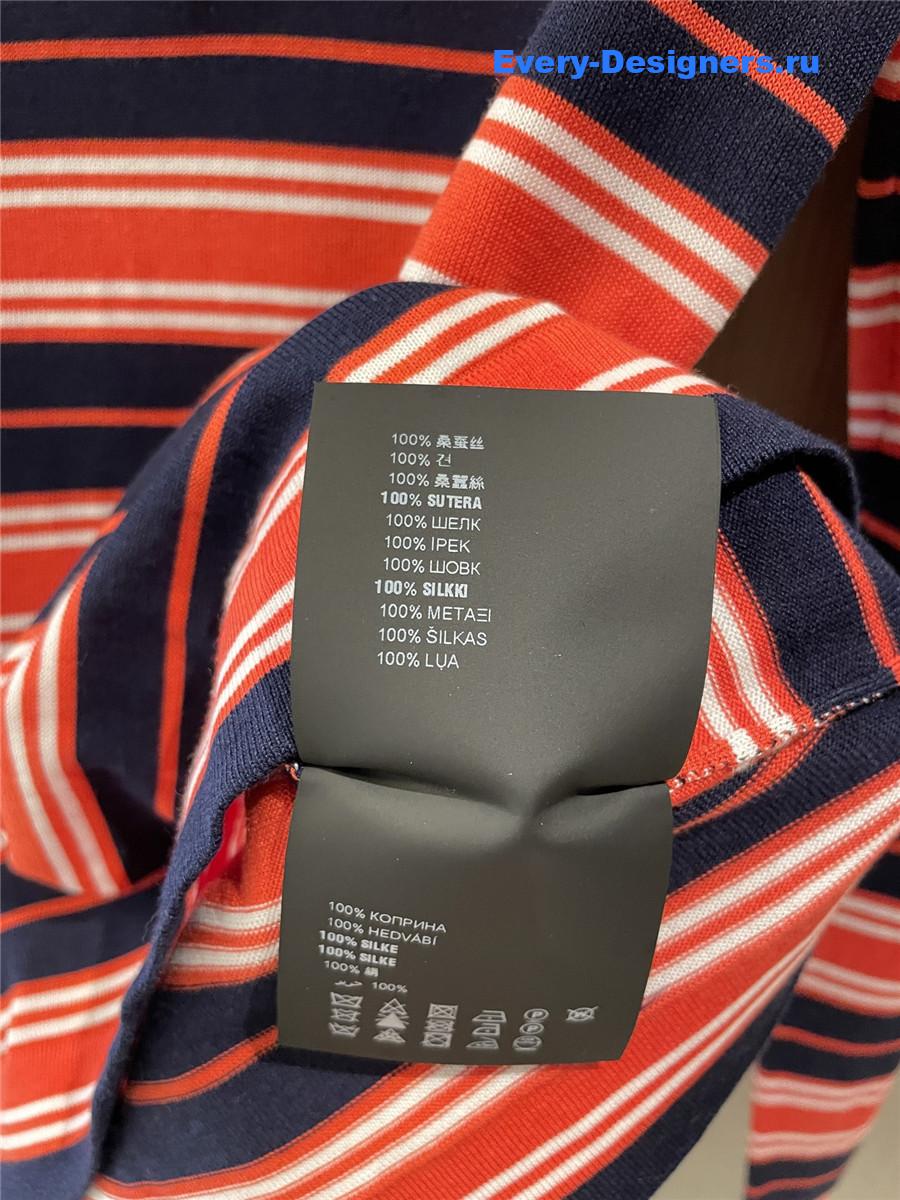 Every-Designers.ru
100% 桑蚕丝
100% 견
100% 桑蠶絲
100% SUTERA
100% ШЕЛК
100% İPEK
100% ШОВК
100% SILKKI
100% ΜΕΤΑΞΙ
100% ŠILKAS
100% LỤA
100% КОПРИНА
100% HEDVÁBÍ
100% SILKE
100% SILKE
100% 絹
100%